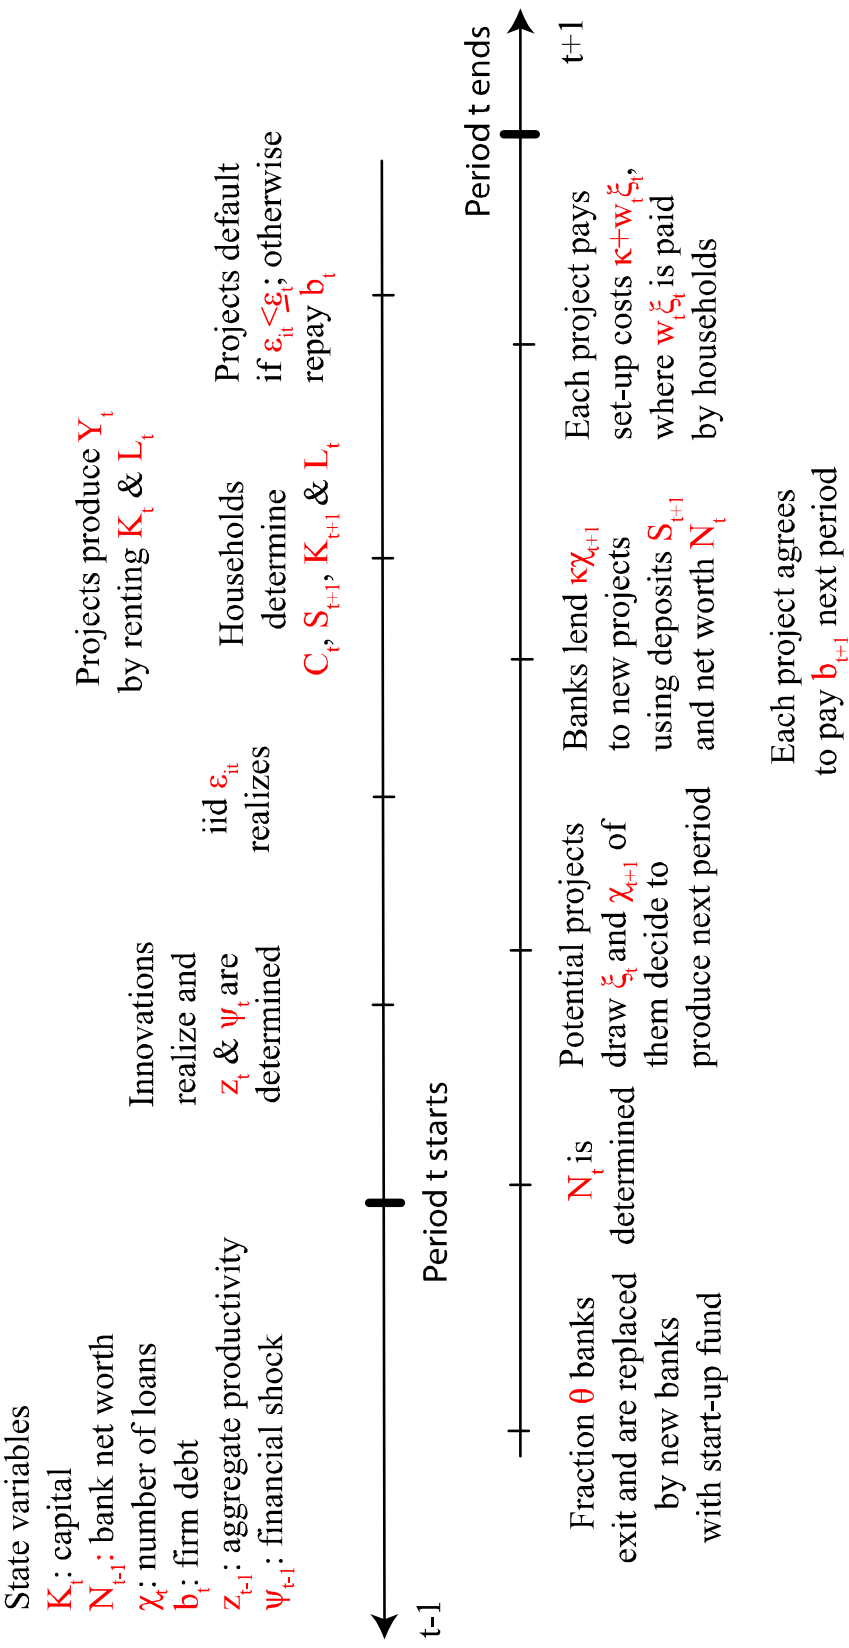 State variables
K_t: capital
N_{t-1}: bank net worth
χ_t: number of loans
b_t: firm debt
z_{t-1}: aggregate productivity
ψ_{t-1}: financial shock
t-1
Period t starts
Innovations
realize and
z_t & ψ_t are
determined
iid ε_{it}
realizes
Projects produce Y_t
by renting K_t & L_t
Households
determine
C_t, S_{t+1}, K_{t+1} & L_t
Projects default
if ε_{it}<ε_t; otherwise
repay b_t
Fraction θ banks
exit and are replaced
by new banks
with start-up fund
N_t is
determined
Potential projects
draw ξ_t and χ_{t+1} of
them decide to
produce next period
Banks lend κχ_{t+1}
to new projects
using deposits S_{t+1}
and net worth N_t
Each project agrees
to pay b_{t+1} next period
Each project pays
set-up costs κ+w_tξ_t,
where w_tξ_t is paid
by households
Period t ends
t+1